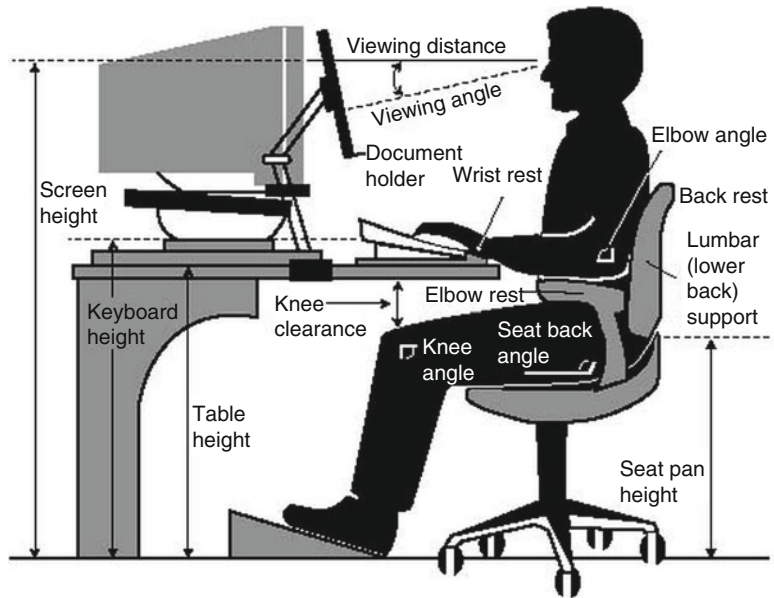 Viewing distance
Viewing angle
Elbow angle
Document
holder
Wrist rest
Screen
height
Back rest
Lumbar
(lower
back)
support
Keyboard
height
Knee
clearance
Elbow rest
Seat back
angle
Knee
angle
Table
height
Seat pan
height